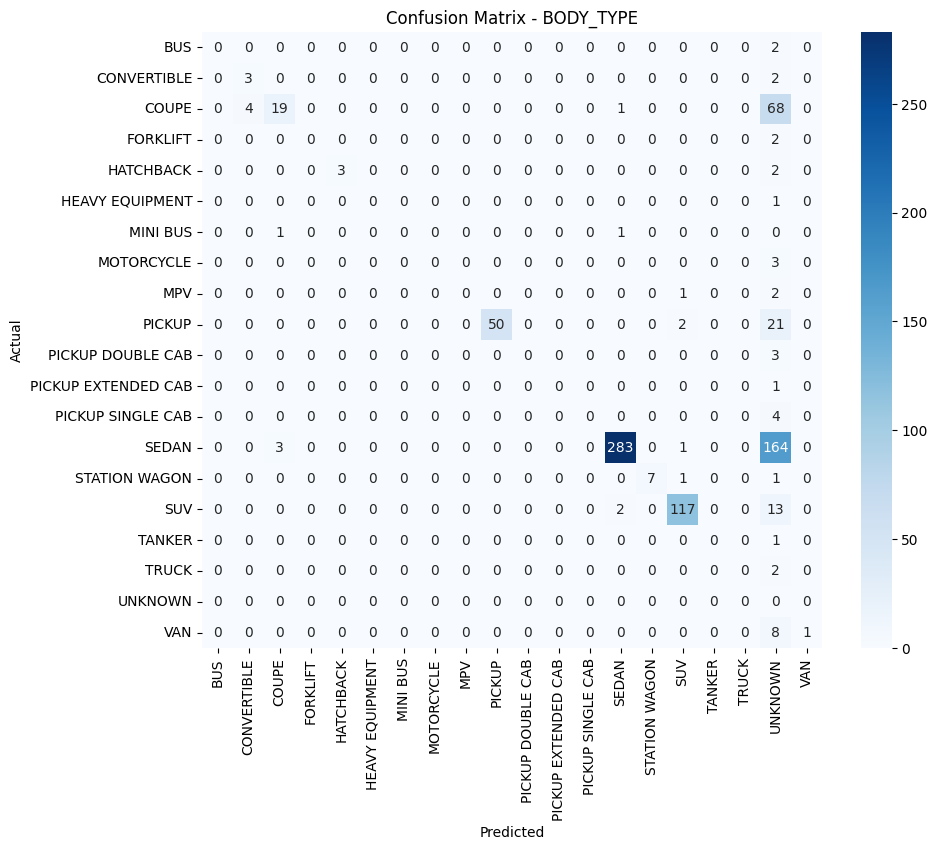 Confusion Matrix - BODY_TYPE
BUS 0 0 0 0 0 0 0 0 0 0 0 0 0 0 0 0 0 0 2 0
CONVERTIBLE 0 3 0 0 0 0 0 0 0 0 0 0 0 0 0 0 0 0 2 0
COUPE 0 4 19 0 0 0 0 0 0 0 0 0 0 1 0 0 0 0 68 0
FORKLIFT 0 0 0 0 0 0 0 0 0 0 0 0 0 0 0 0 0 0 2 0
HATCHBACK 0 0 0 0 3 0 0 0 0 0 0 0 0 0 0 0 0 0 2 0
HEAVY EQUIPMENT 0 0 0 0 0 0 0 0 0 0 0 0 0 0 0 0 0 0 1 0
MINI BUS 0 0 1 0 0 0 0 0 0 0 0 0 0 1 0 0 0 0 0 0
MOTORCYCLE 0 0 0 0 0 0 0 0 0 0 0 0 0 0 0 0 0 0 3 0
MPV 0 0 0 0 0 0 0 0 0 0 0 0 0 0 0 1 0 0 2 0
PICKUP 0 0 0 0 0 0 0 0 0 50 0 0 0 0 0 2 0 0 21 0
PICKUP DOUBLE CAB 0 0 0 0 0 0 0 0 0 0 0 0 0 0 0 0 0 0 3 0
PICKUP EXTENDED CAB 0 0 0 0 0 0 0 0 0 0 0 0 0 0 0 0 0 0 1 0
PICKUP SINGLE CAB 0 0 0 0 0 0 0 0 0 0 0 0 0 0 0 0 0 0 4 0
SEDAN 0 0 3 0 0 0 0 0 0 0 0 0 0 283 0 1 0 0 164 0
STATION WAGON 0 0 0 0 0 0 0 0 0 0 0 0 0 0 7 1 0 0 1 0
SUV 0 0 0 0 0 0 0 0 0 0 0 0 0 2 0 117 0 0 13 0
TANKER 0 0 0 0 0 0 0 0 0 0 0 0 0 0 0 0 0 0 1 0
TRUCK 0 0 0 0 0 0 0 0 0 0 0 0 0 0 0 0 0 0 2 0
UNKNOWN 0 0 0 0 0 0 0 0 0 0 0 0 0 0 0 0 0 0 0 0
VAN 0 0 0 0 0 0 0 0 0 0 0 0 0 0 0 0 0 0 8 1
Actual
BUS
CONVERTIBLE
COUPE
FORKLIFT
HATCHBACK
HEAVY EQUIPMENT
MINI BUS
MOTORCYCLE
MPV
PICKUP
PICKUP DOUBLE CAB
PICKUP EXTENDED CAB
PICKUP SINGLE CAB
SEDAN
STATION WAGON
SUV
TANKER
TRUCK
UNKNOWN
VAN
Predicted
250
200
150
100
50
0